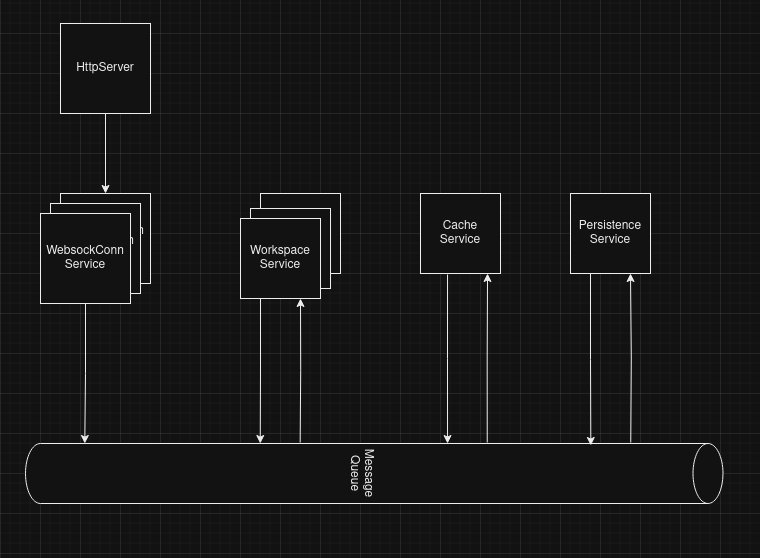 HttpServer
WebsockConn
Service
n
n
Workspace
Service
Cache
Service
Persistence
Service
Message
Queue